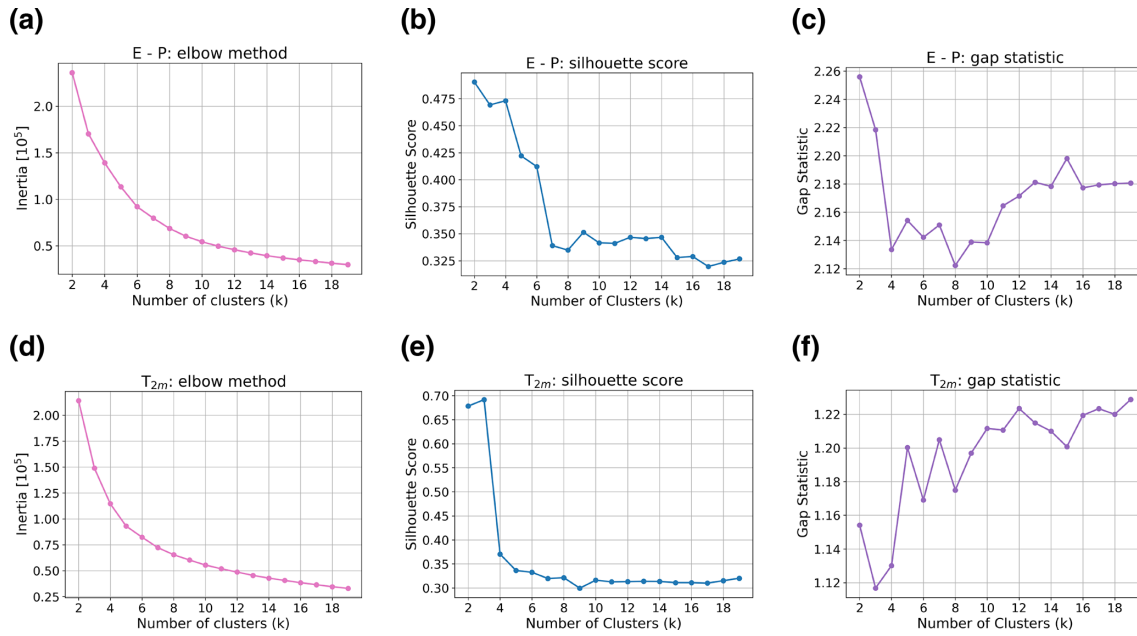 (a)
E - P: elbow method
Inertia [10^5]
2.0
1.5
1.0
0.5
2 4 6 8 10 12 14 16 18
Number of clusters (k)
(b)
E - P: silhouette score
Silhouette Score
0.475
0.450
0.425
0.400
0.375
0.350
0.325
2 4 6 8 10 12 14 16 18
Number of Clusters (k)
(c)
E - P: gap statistic
Gap Statistic
2.26
2.24
2.22
2.20
2.18
2.16
2.14
2.12
2 4 6 8 10 12 14 16 18
Number of Clusters (k)
(d)
T₂ₘ: elbow method
Inertia [10^5]
2.00
1.75
1.50
1.25
1.00
0.75
0.50
0.25
2 4 6 8 10 12 14 16 18
Number of clusters (k)
(e)
T₂ₘ: silhouette score
Silhouette Score
0.70
0.65
0.60
0.55
0.50
0.45
0.40
0.35
0.30
2 4 6 8 10 12 14 16 18
Number of Clusters (k)
(f)
T₂ₘ: gap statistic
Gap Statistic
1.22
1.20
1.18
1.16
1.14
1.12
2 4 6 8 10 12 14 16 18
Number of Clusters (k)